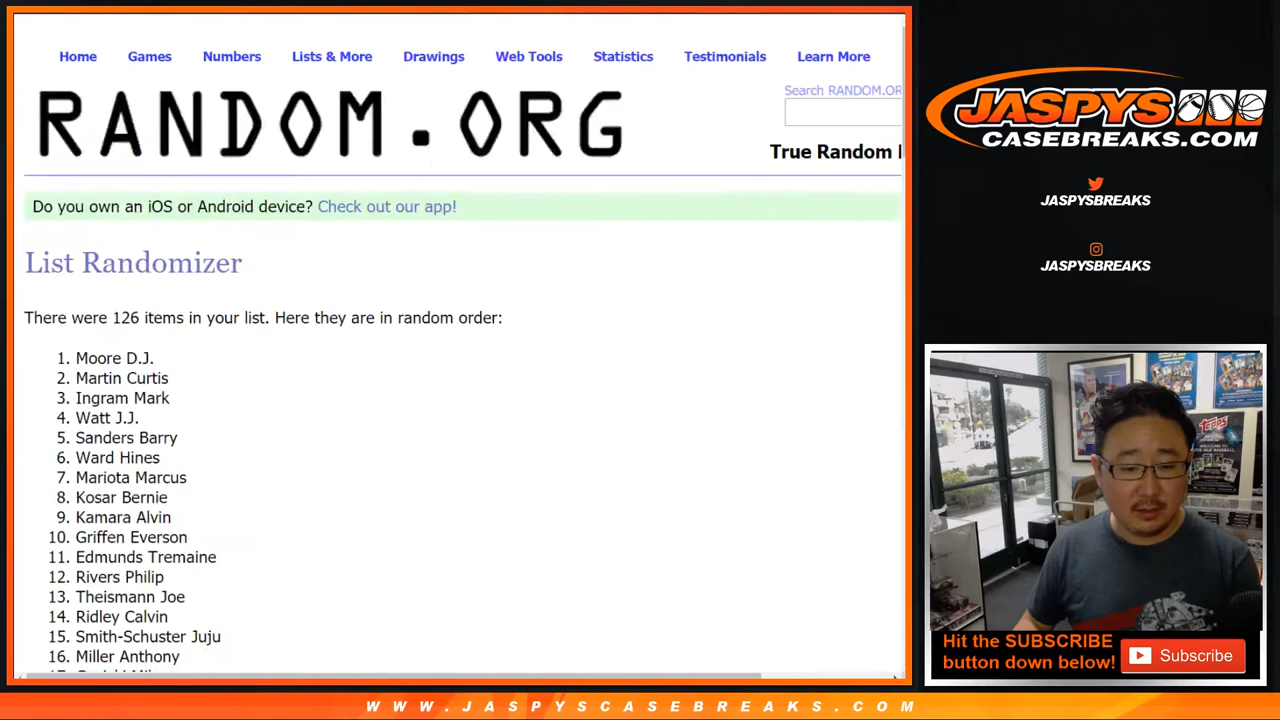 Home Games Numbers Lists & More Drawings Web Tools Statistics Testimonials Learn More
RANDOM.ORG
Search RANDOM.OR
True Random
Do you own an iOS or Android device? Check out our app!
List Randomizer
There were 126 items in your list. Here they are in random order:
1. Moore D.J.
2. Martin Curtis
3. Ingram Mark
4. Watt J.J.
5. Sanders Barry
6. Ward Hines
7. Mariota Marcus
8. Kosar Bernie
9. Kamara Alvin
10. Griffen Everson
11. Edmunds Tremaine
12. Rivers Philip
13. Theismann Joe
14. Ridley Calvin
15. Smith-Schuster Juju
16. Miller Anthony
JASPYS
CASEBREAKS.COM
JASPYSBREAKS
JASPYSBREAKS
topps
Hit the SUBSCRIBE
button down below!
Subscribe
WWW.JASPYSCASEBREAKS.COM